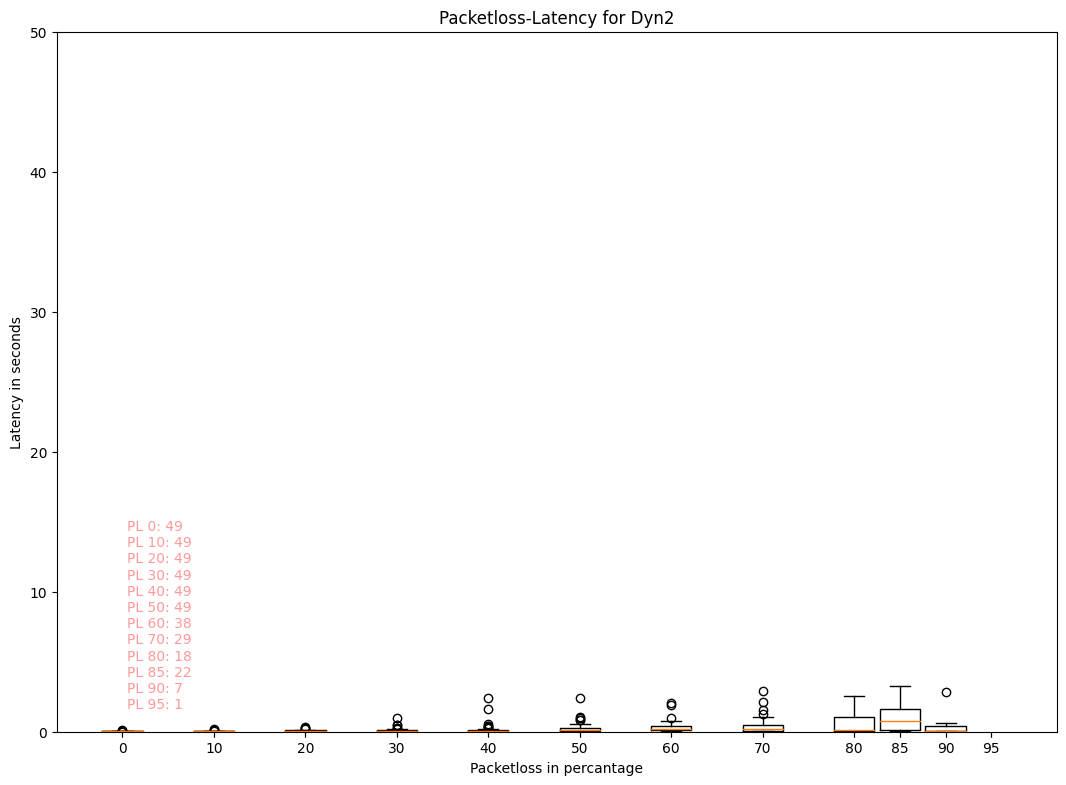 Packetloss-Latency for Dyn2
50
40
30
20
10
0
Latency in seconds
PL 0: 49
PL 10: 49
PL 20: 49
PL 30: 49
PL 40: 49
PL 50: 49
PL 60: 38
PL 70: 29
PL 80: 18
PL 85: 22
PL 90: 7
PL 95: 1
0 10 20 30 40 50 60 70 80 85 90 95
Packetloss in percantage